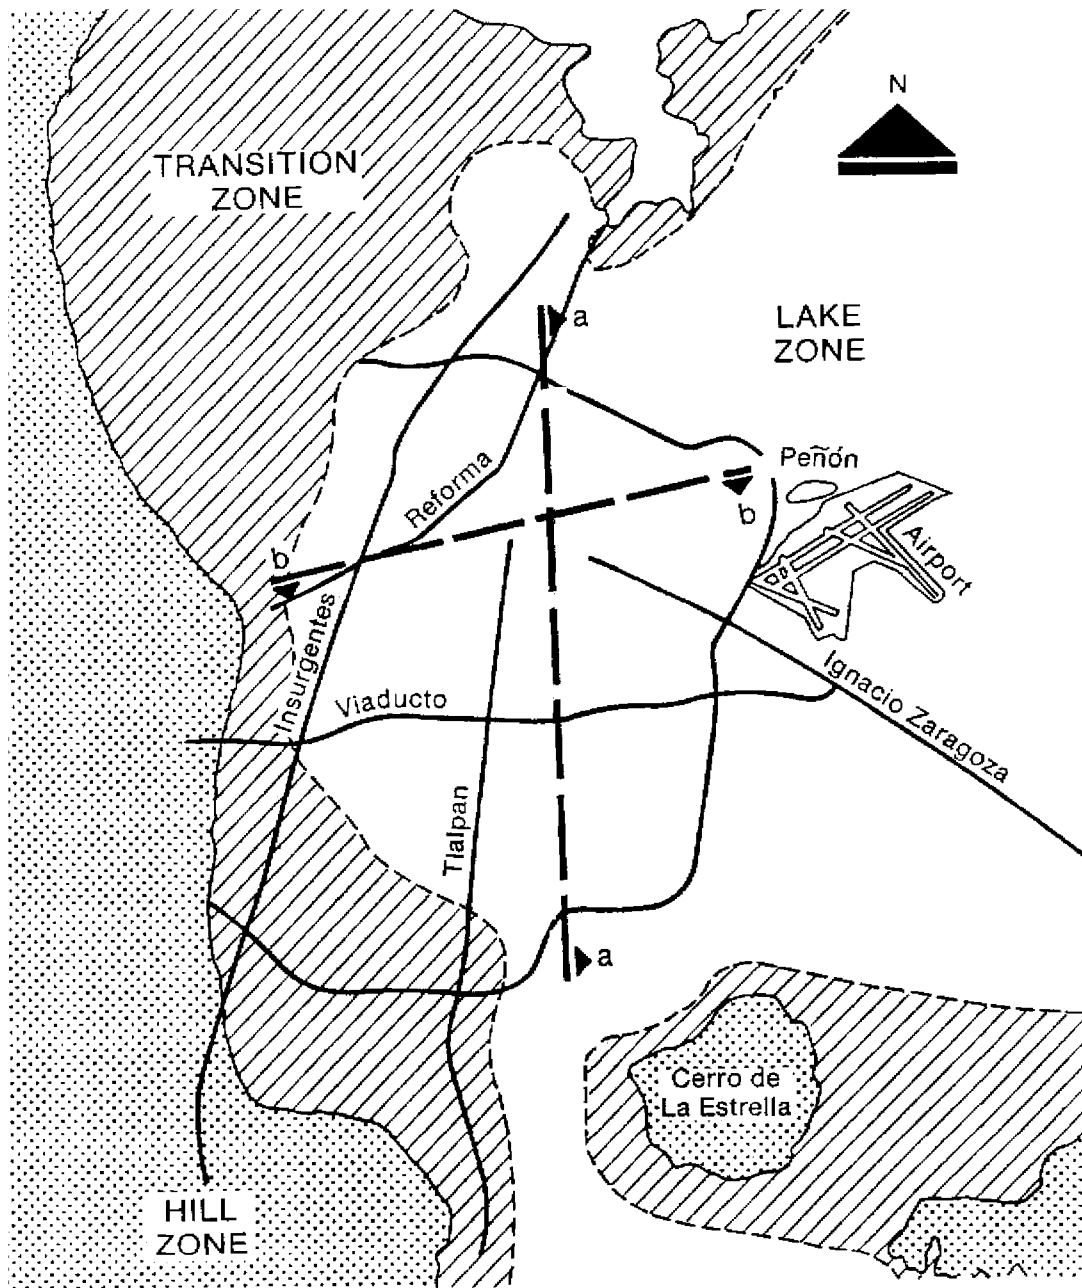 N
TRANSITION
ZONE
a
LAKE
ZONE
Reforma
Peñón
b
b
Airport
Insurgentes
Viaducto
Ignacio Zaragoza
Tlalpan
a
Cerro de
La Estrella
HILL
ZONE